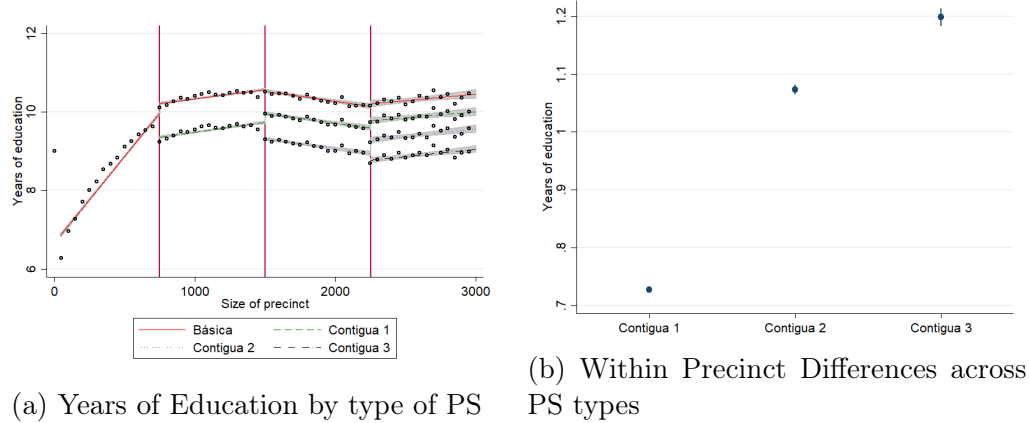 12
10
8
6
Years of education
0
1000
2000
3000
Size of precinct
Básica
Contigua 1
Contigua 2
Contigua 3
(a) Years of Education by type of PS
1.2
1.1
1
.9
.8
.7
Years of education
Contigua 1
Contigua 2
Contigua 3
(b) Within Precinct Differences across
PS types